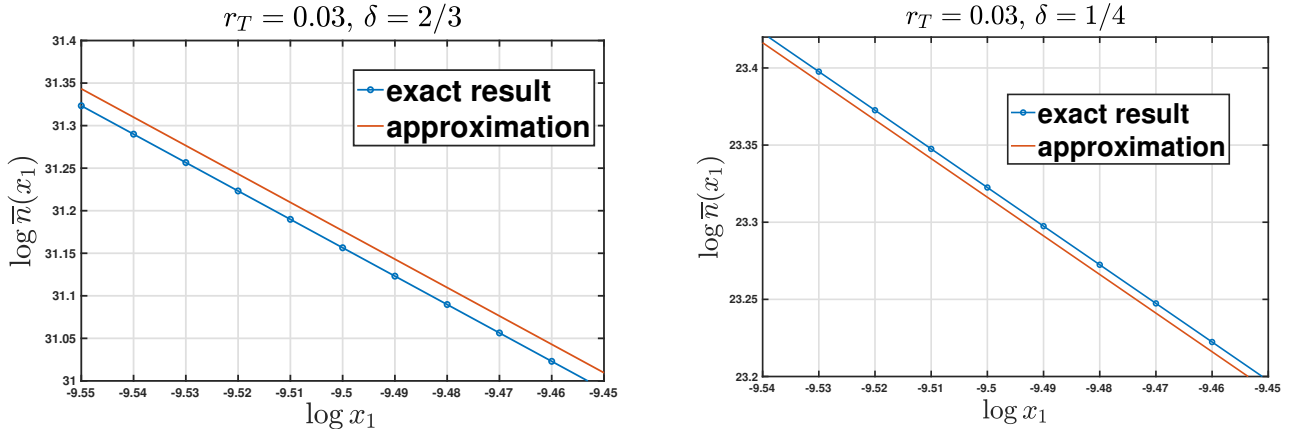 r_T = 0.03, δ = 2/3
31.4
31.35
31.3
31.25
31.2
31.15
31.1
31.05
31
log n̅(x₁)
exact result
approximation
-9.55 -9.54 -9.53 -9.52 -9.51 -9.5 -9.49 -9.48 -9.47 -9.46 -9.45
log x₁
r_T = 0.03, δ = 1/4
23.4
23.35
23.3
23.25
23.2
log n̅(x₁)
exact result
approximation
-9.54 -9.53 -9.52 -9.51 -9.5 -9.49 -9.48 -9.47 -9.46 -9.45
log x₁